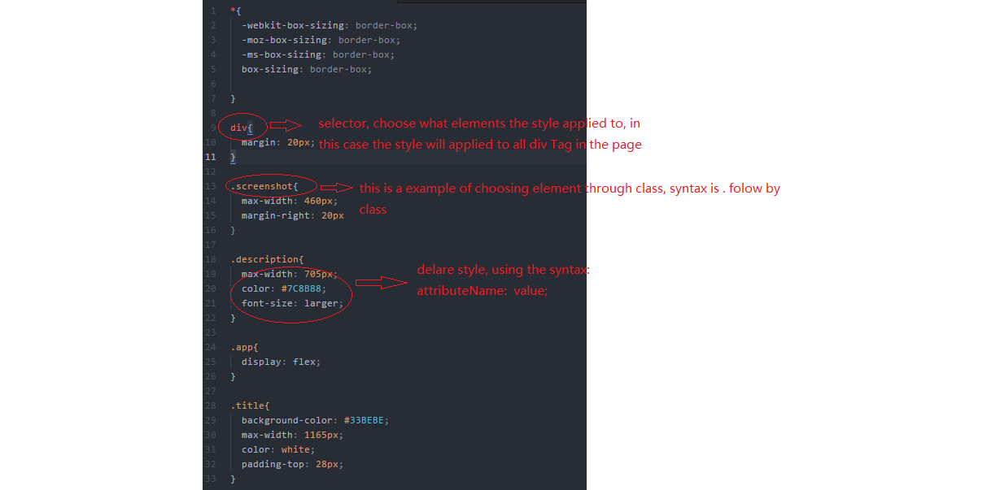 1 *{
2 -webkit-box-sizing: border-box;
3 -moz-box-sizing: border-box;
4 -ms-box-sizing: border-box;
5 box-sizing: border-box;
6
7 }
8
9 div{
selector, choose what elements the style applied to, in
10 margin: 20px;
this case the style will applied to all div Tag in the page
11 }
12
13 .screenshot{
this is a example of choosing element through class, syntax is . folow by
14 max-width: 460px;
class
15 margin-right: 20px
16 }
17
18 .description{
19 max-width: 705px;
delare style, using the syntax:
20 color: #7C8B88;
attributeName: value;
21 font-size: larger;
22 }
23
24 .app{
25 display: flex;
26 }
27
28 .title{
29 background-color: #33BEBE;
30 max-width: 1165px;
31 color: white;
32 padding-top: 28px;
33 }